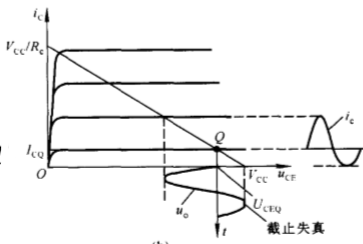 i_C
V_CC/R_c
i_c
Q
I_CQ
O
V_CC
u_CE
U_CEQ
u_o
截止失真
t